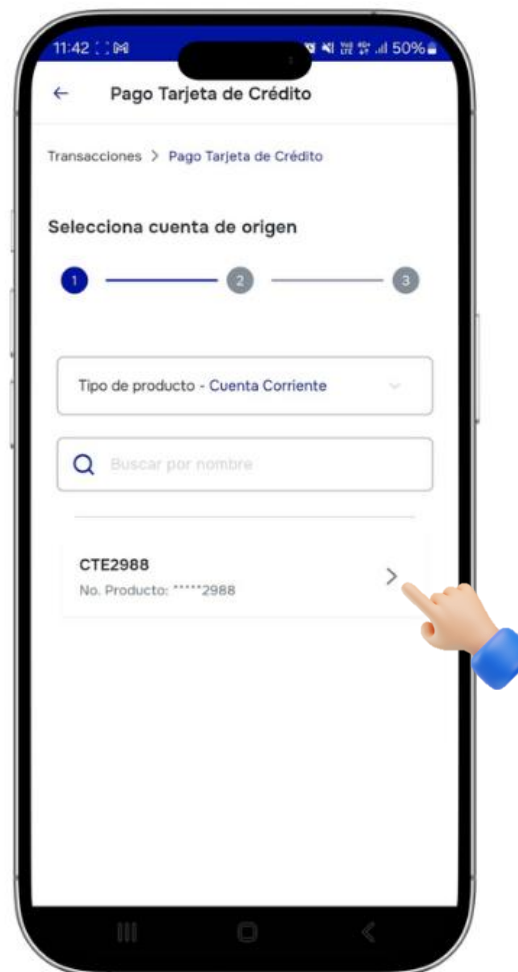 11:42 50%
Pago Tarjeta de Crédito
Transacciones > Pago Tarjeta de Crédito
Selecciona cuenta de origen
1 2 3
Tipo de producto - Cuenta Corriente
Buscar por nombre
CTE2988
No. Producto: *****2988